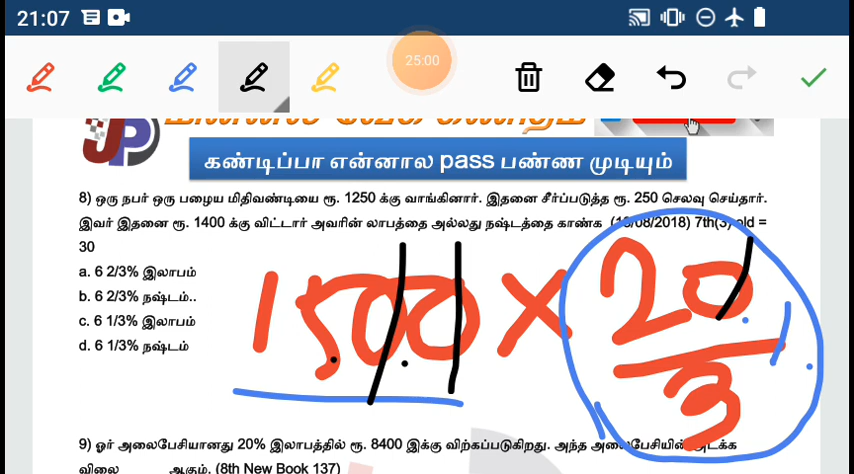 21:07
25:00
JP
கண்டிப்பா என்னால pass பண்ண முடியும்
8) ஒரு நபர் ஒரு பழைய மிதிவண்டியை ரூ. 1250 க்கு வாங்கினார். இதனை சீர்ப்படுத்த ரூ. 250 செலவு செய்தார்.
இவர் இதனை ரூ. 1400 க்கு விட்டார் அவரின் லாபத்தை அல்லது நஷ்டத்தை காண்க (18/08/2018) 7th(3) old =
30
a. 6 2/3% இலாபம்
b. 6 2/3% நஷ்டம்..
c. 6 1/3% இலாபம்
d. 6 1/3% நஷ்டம்
1500 × 20/3
9) ஓர் அலைபேசியானது 20% இலாபத்தில் ரூ. 8400 இக்கு விற்கப்படுகிறது. அந்த அலைபேசியின் அடக்க
விலை ______ ஆகும். (8th New Book 137)